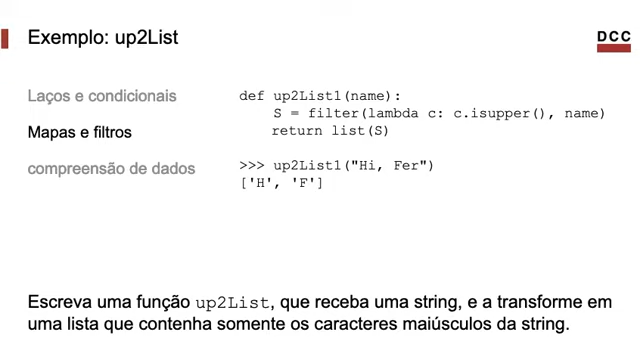 Exemplo: up2List
DCC
Laços e condicionais
Mapas e filtros
compreensão de dados
def up2List1(name):
    S = filter(lambda c: c.isupper(), name)
    return list(S)
>>> up2List1("Hi, Fer")
['H', 'F']
Escreva uma função up2List, que receba uma string, e a transforme em
uma lista que contenha somente os caracteres maiúsculos da string.